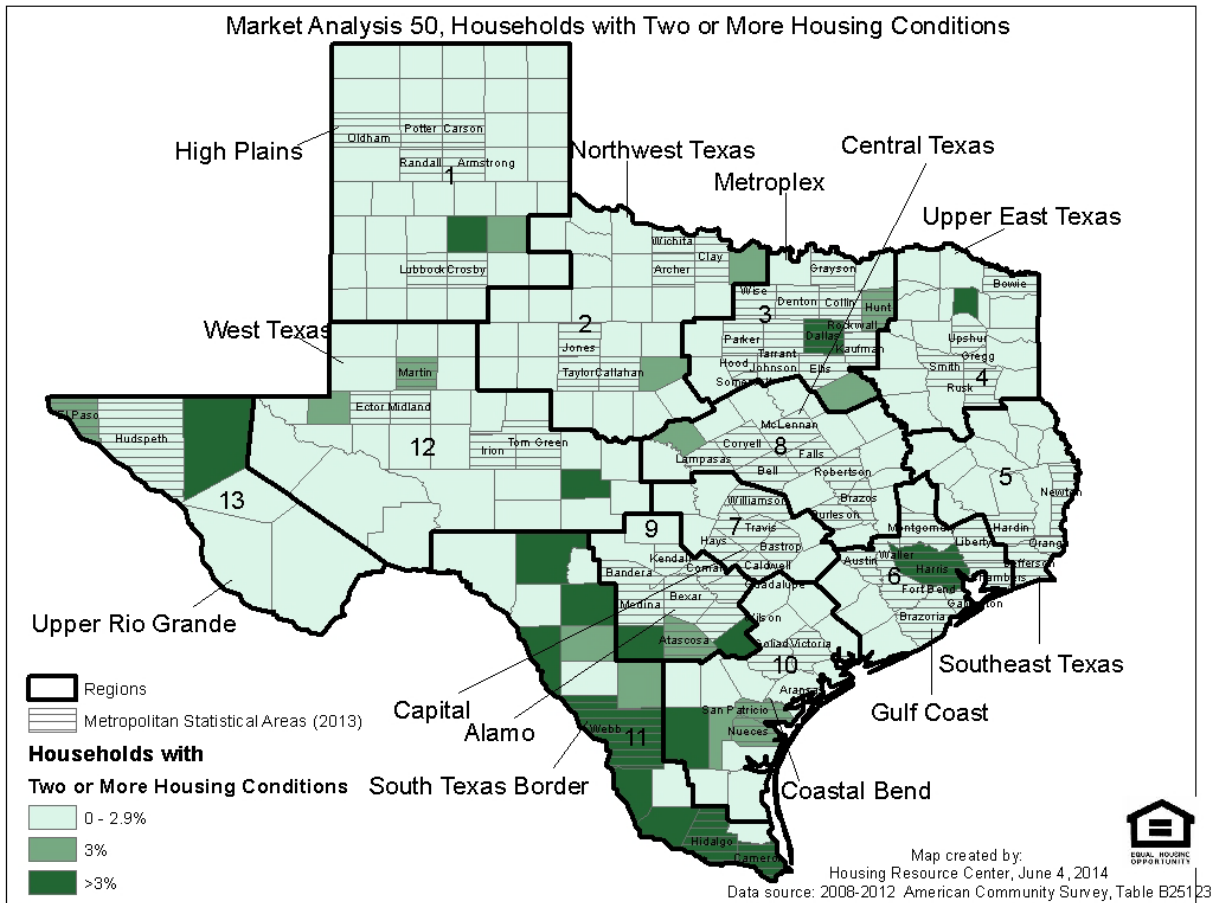 Market Analysis 50, Households with Two or More Housing Conditions
High Plains
Northwest Texas
Metroplex
Central Texas
Upper East Texas
West Texas
Upper Rio Grande
Capital
Alamo
South Texas Border
Coastal Bend
Gulf Coast
Southeast Texas
Oldham
Potter
Carson
Randall
Armstrong
1
Lubbock
Crosby
Wichita
Clay
Archer
2
Jones
Taylor
Callahan
Grayson
Wise
Denton
Collin
Hunt
3
Rockwall
Parker
Dallas
Kaufman
Tarrant
Hood
Johnson
Ellis
Bowie
Upshur
Gregg
Smith
4
Rusk
Martin
Ector
Midland
12
Tom Green
Irion
El Paso
Hudspeth
13
McLennan
Coryell
8
Falls
Lampasas
Bell
Robertson
Brazos
Burleson
5
Newton
Hardin
Williamson
7
Travis
Hays
Bastrop
Caldwell
9
Kendall
Bandera
Comal
Guadalupe
Medina
Bexar
Wilson
Atascosa
Montgomery
Liberty
Austin
Waller
Harris
6
Fort Bend
Brazoria
Goliad
Victoria
10
Aransas
San Patricio
Nueces
Webb
11
Hidalgo
Cameron
Regions
Metropolitan Statistical Areas (2013)
Households with
Two or More Housing Conditions
0 - 2.9%
3%
>3%
EQUAL HOUSING
OPPORTUNITY
Map created by:
Housing Resource Center, June 4, 2014
Data source: 2008-2012 American Community Survey, Table B25123